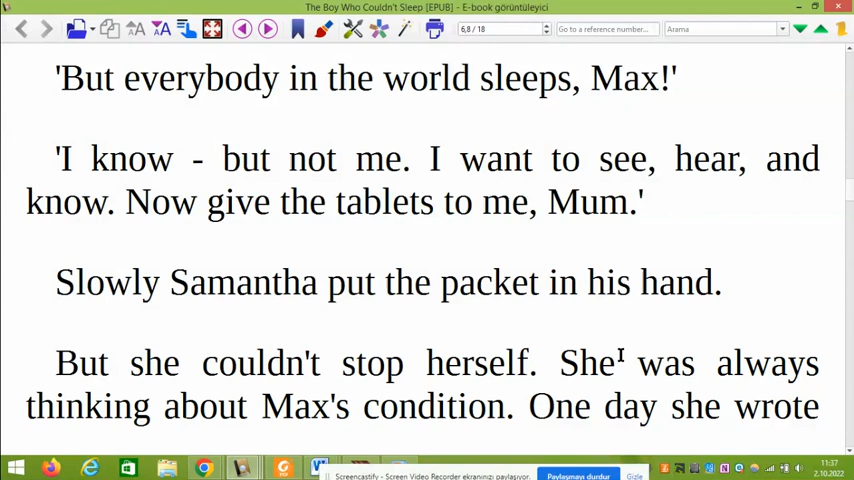 The Boy Who Couldn't Sleep [EPUB] - E-book görüntüleyici
6,8 / 18
Go to a reference number...
Arama
'But everybody in the world sleeps, Max!'
'I know - but not me. I want to see, hear, and
know. Now give the tablets to me, Mum.'
Slowly Samantha put the packet in his hand.
But she couldn't stop herself. She was always
thinking about Max's condition. One day she wrote
Screencastify - Screen Video Recorder ekranınızı paylaşıyor.
Paylaşmayı durdur
Gizle
11:37
2.10.2022